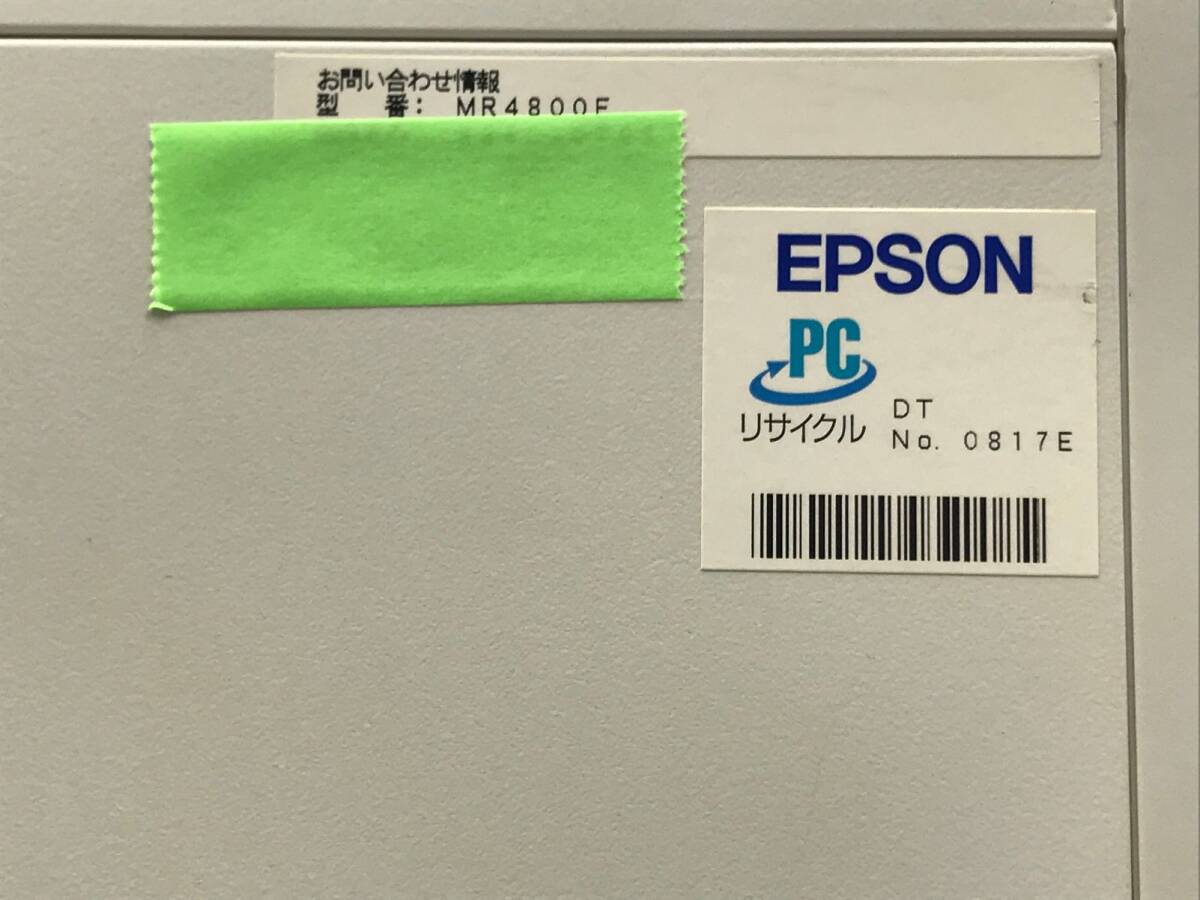 お問い合わせ情報
型　番： MR4800E
EPSON
PC
リサイクル
DT
No. 0817E